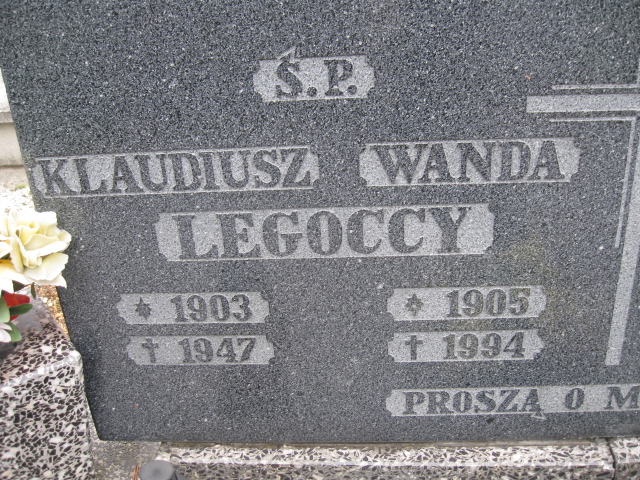 Ś.P.
KLAUDIUSZ WANDA
LEGOCCY
* 1903 * 1905
† 1947 † 1994
PROSZĄ O M